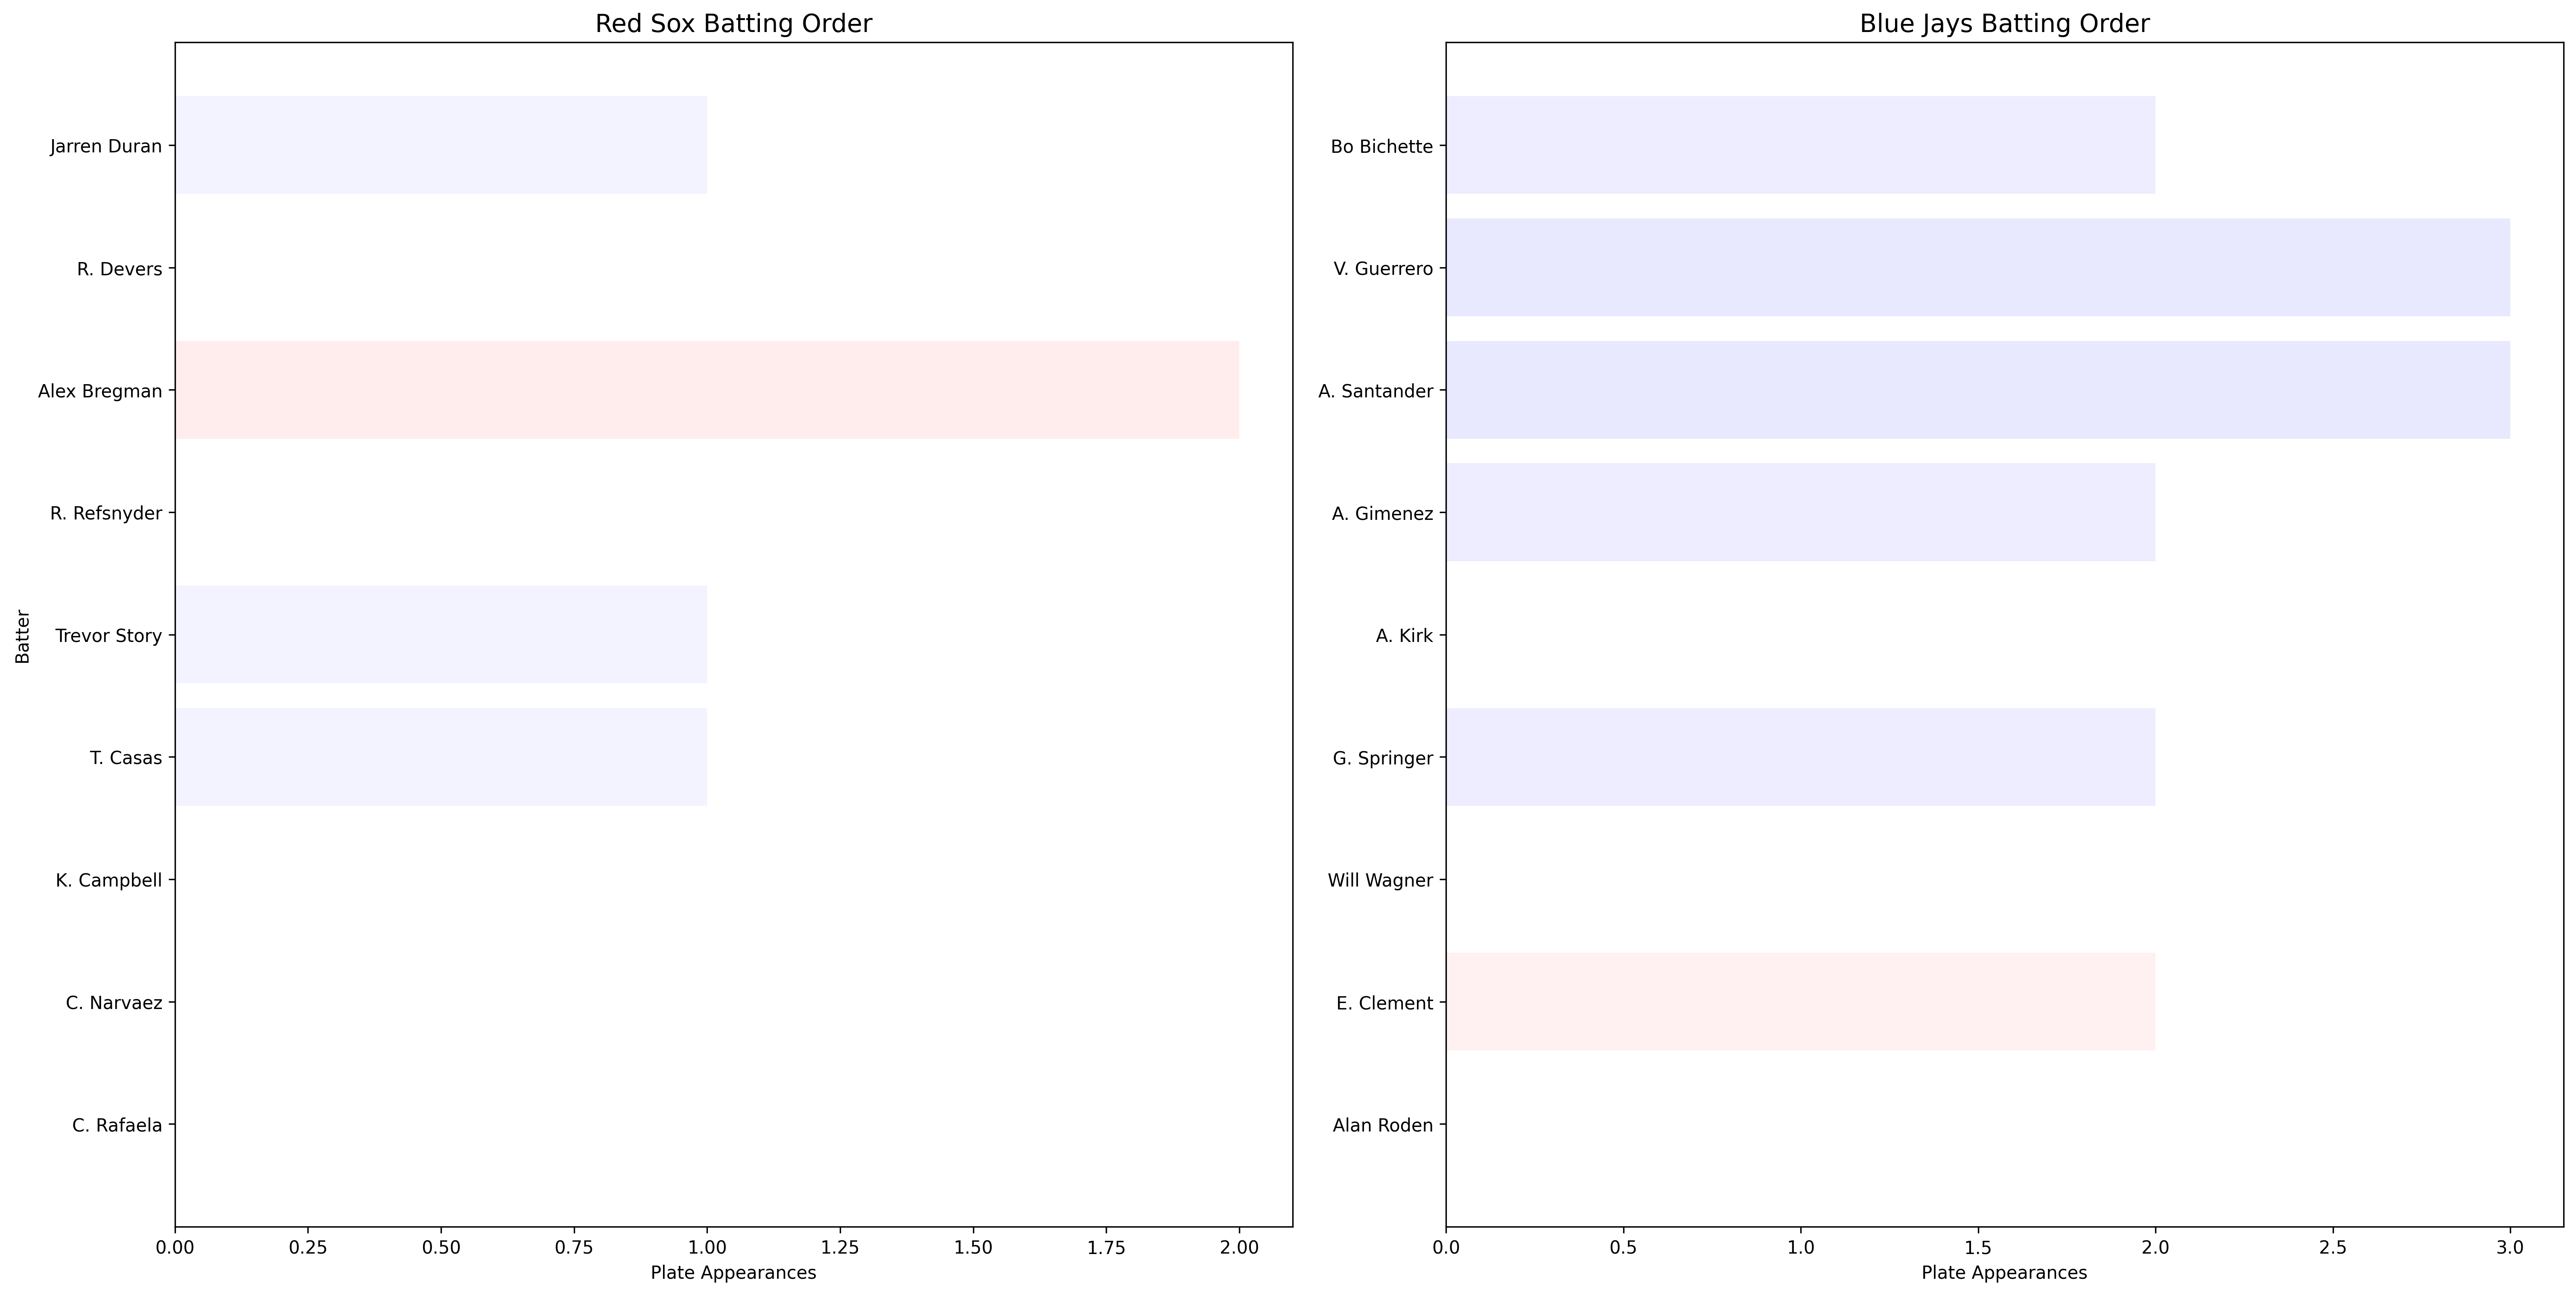 Red Sox Batting Order
Batter
Jarren Duran
R. Devers
Alex Bregman
R. Refsnyder
Trevor Story
T. Casas
K. Campbell
C. Narvaez
C. Rafaela
0.00 0.25 0.50 0.75 1.00 1.25 1.50 1.75 2.00
Plate Appearances
Blue Jays Batting Order
Bo Bichette
V. Guerrero
A. Santander
A. Gimenez
A. Kirk
G. Springer
Will Wagner
E. Clement
Alan Roden
0.0 0.5 1.0 1.5 2.0 2.5 3.0
Plate Appearances